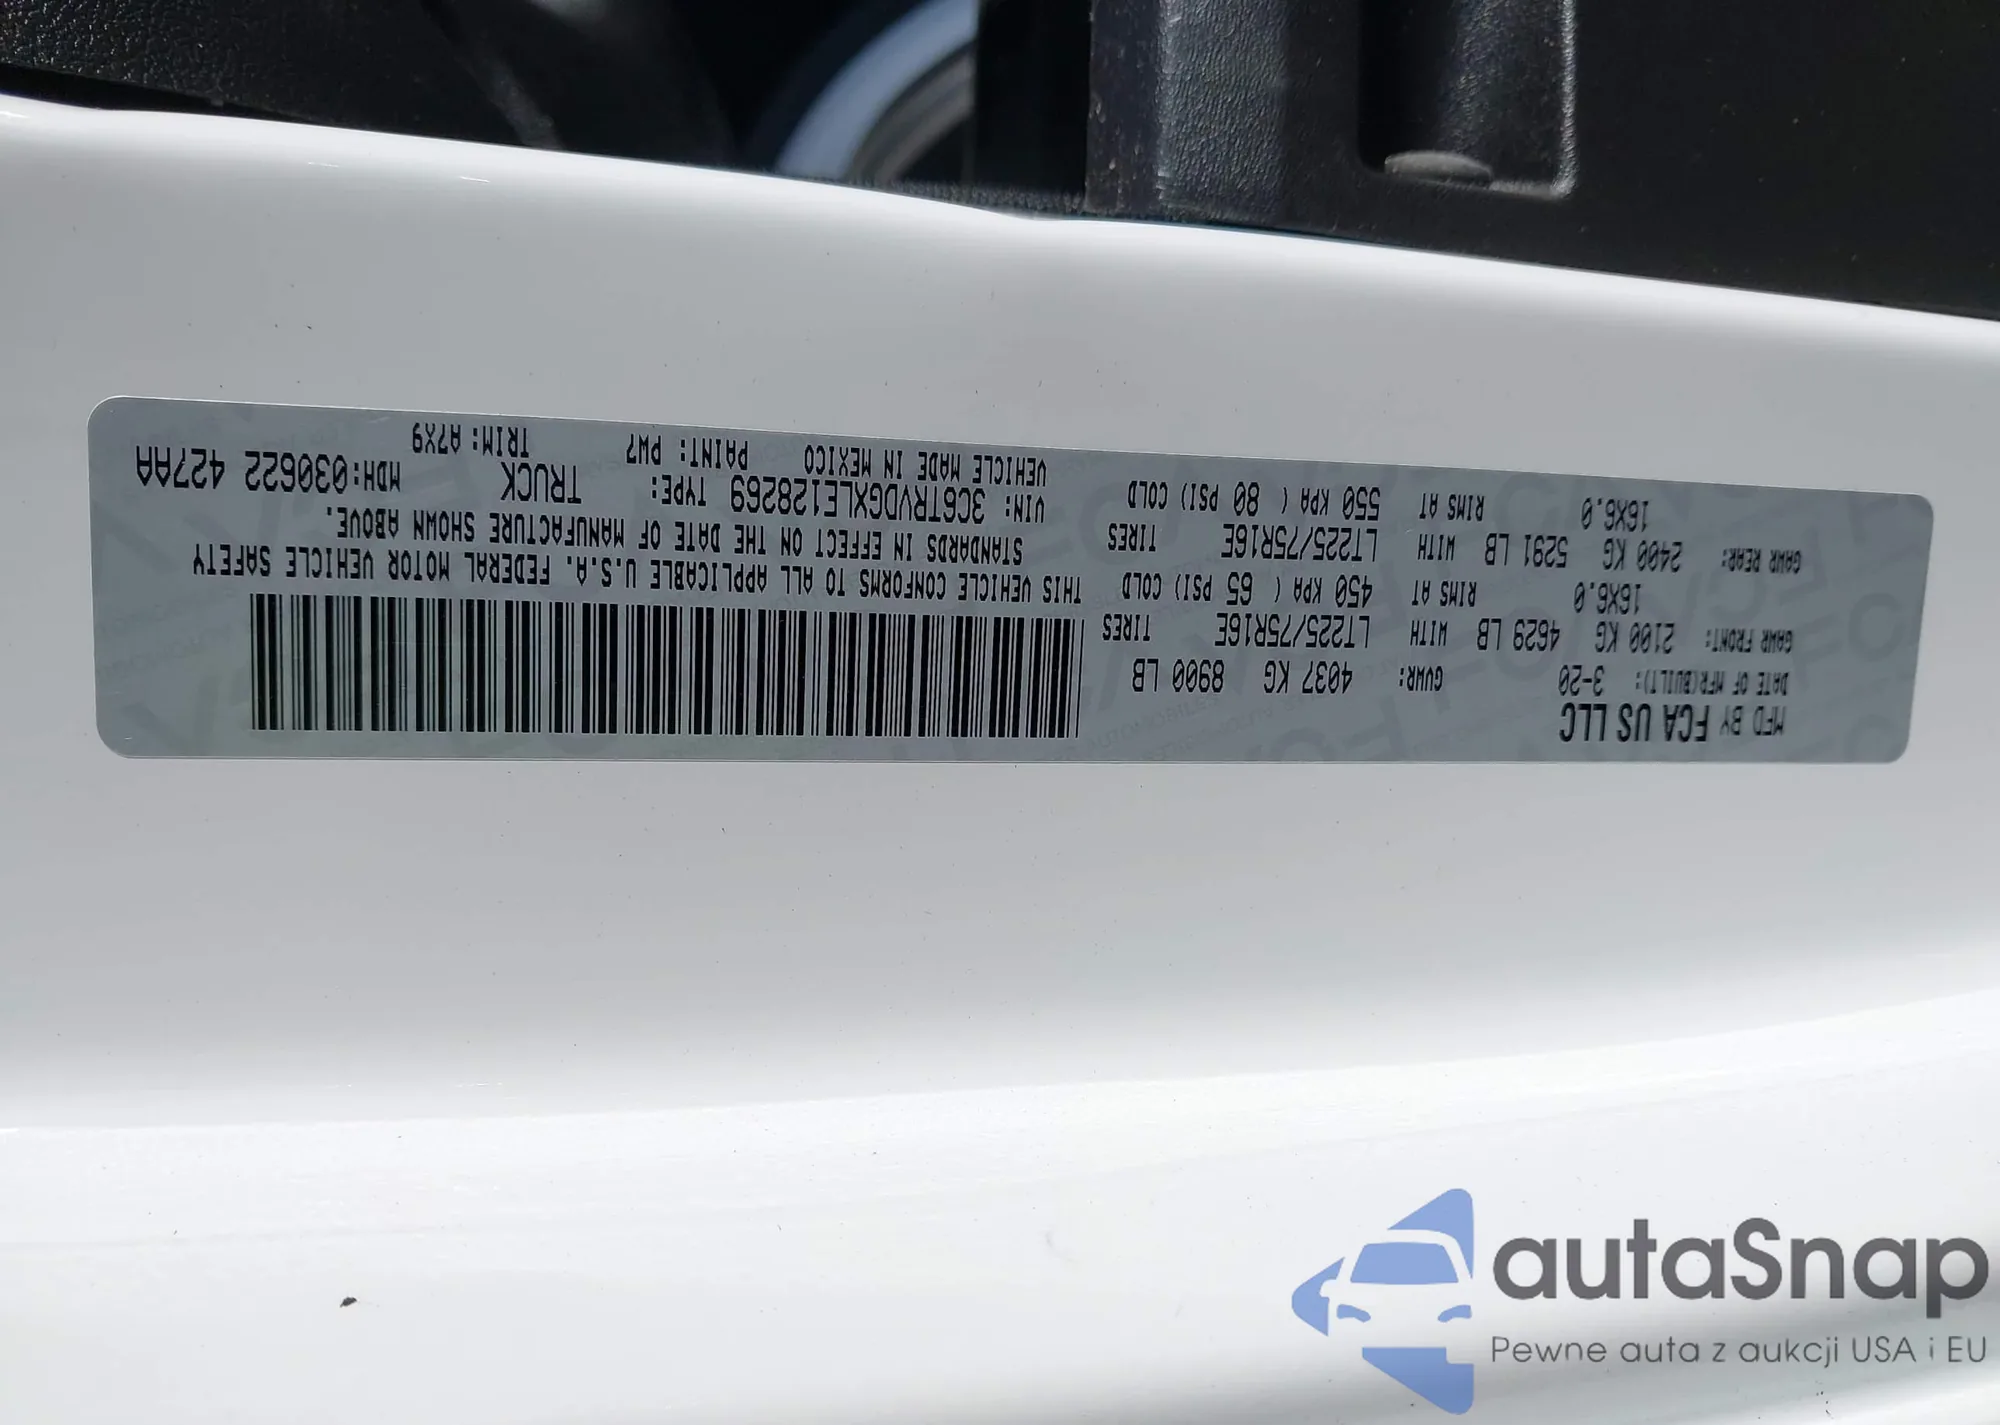 MFD BY FCA US LLC
DATE OF MFR(BUILT): 3-20 GVWR: 4037 KG 8900 LB
GAWR FRONT: 2100 KG 4629 LB WITH LT225/75R16E TIRES
16X6.0 RIMS AT 450 KPA ( 65 PSI) COLD
GAWR REAR: 2400 KG 5291 LB WITH LT225/75R16E TIRES
16X6.0 RIMS AT 550 KPA ( 80 PSI) COLD
THIS VEHICLE CONFORMS TO ALL APPLICABLE U.S.A. FEDERAL MOTOR VEHICLE SAFETY
STANDARDS IN EFFECT ON THE DATE OF MANUFACTURE SHOWN ABOVE.
VIN: 3C6TRVDGXLE128269 TYPE: TRUCK MDH:030622 427AA
VEHICLE MADE IN MEXICO PAINT: PW7 TRIM:A7X9
autaSnap
Pewne auta z aukcji USA i EU